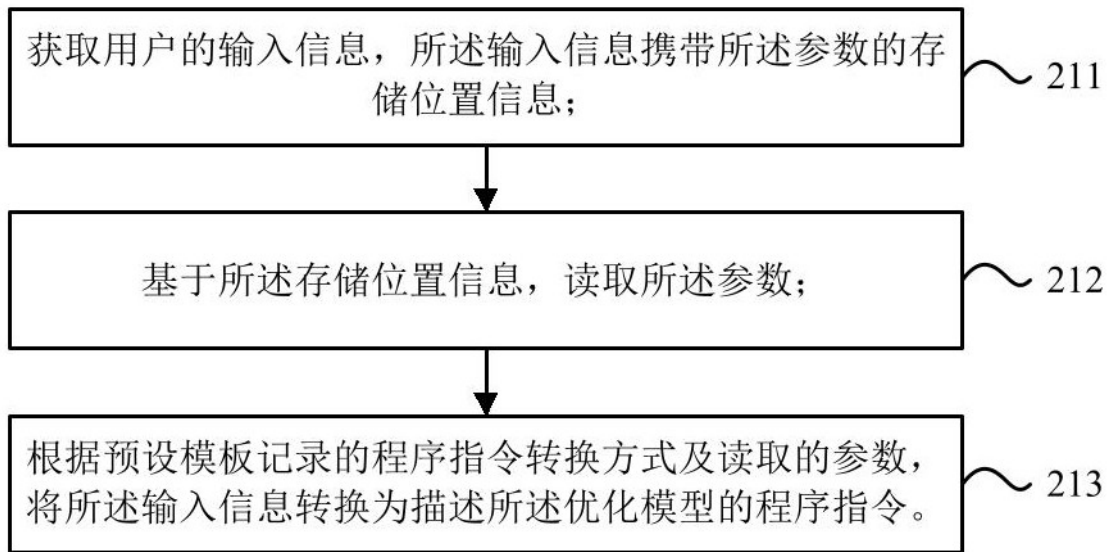 获取用户的输入信息，所述输入信息携带所述参数的存
储位置信息；
211
基于所述存储位置信息，读取所述参数；
212
根据预设模板记录的程序指令转换方式及读取的参数，
将所述输入信息转换为描述所述优化模型的程序指令。
213